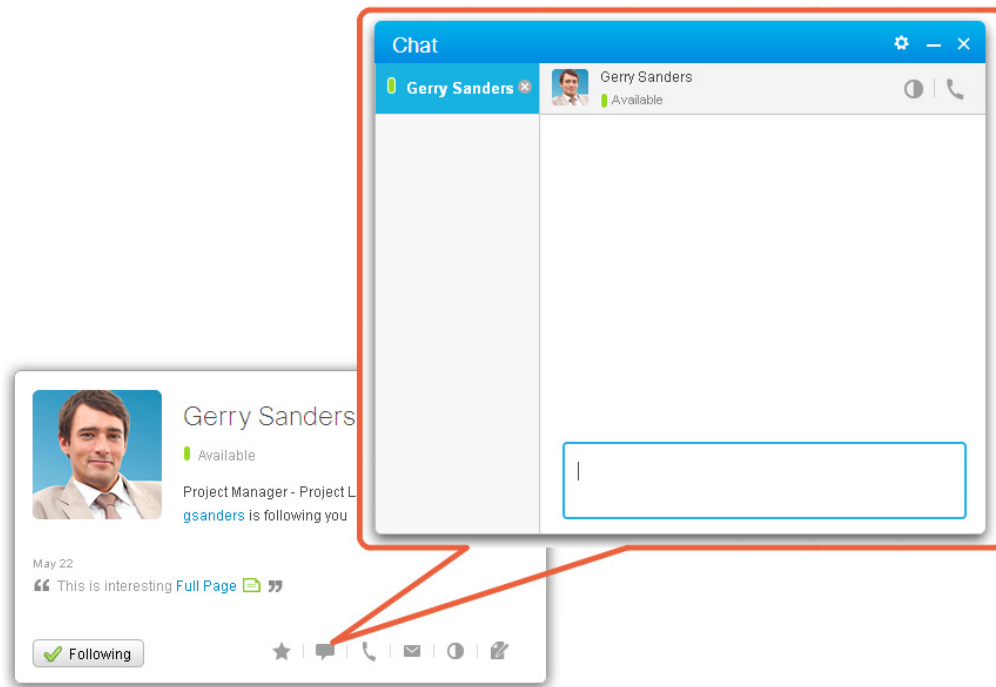 Chat
Gerry Sanders
Gerry Sanders
Available
Gerry Sanders
Available
Project Manager - Project L
gsanders is following you
May 22
❝ This is interesting Full Page ❞
Following